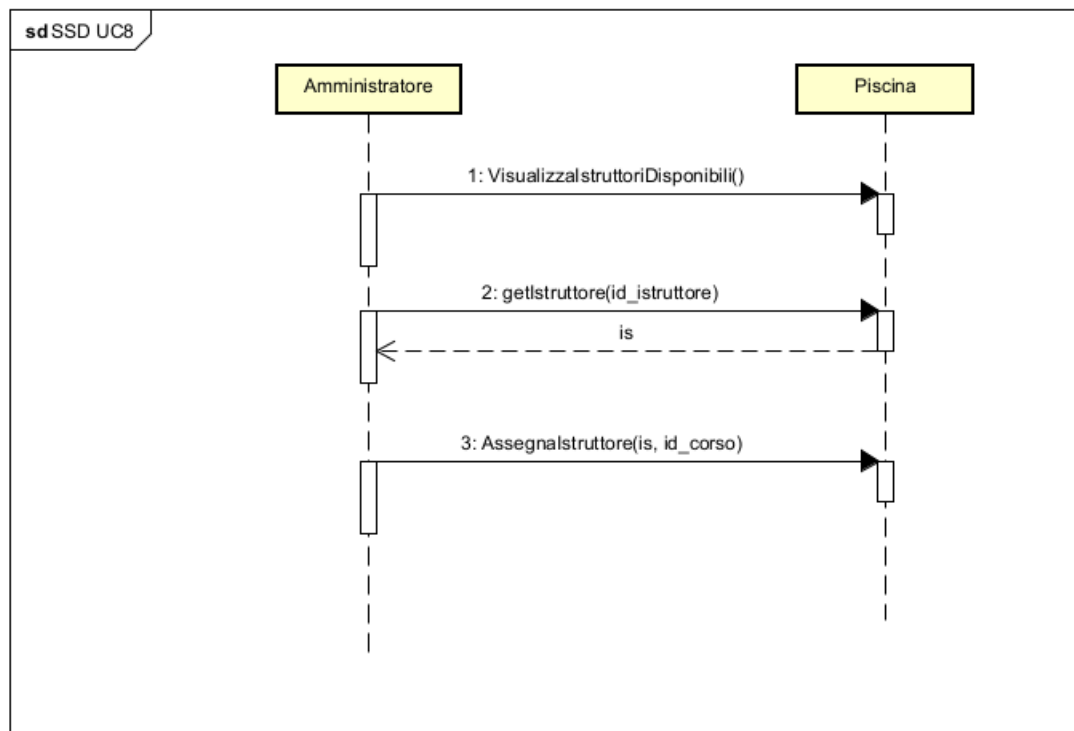 sd SSD UC8
Amministratore
Piscina
1: VisualizzaIstruttoriDisponibili()
2: getIstruttore(id_istruttore)
is
3: AssegnaIstruttore(is, id_corso)